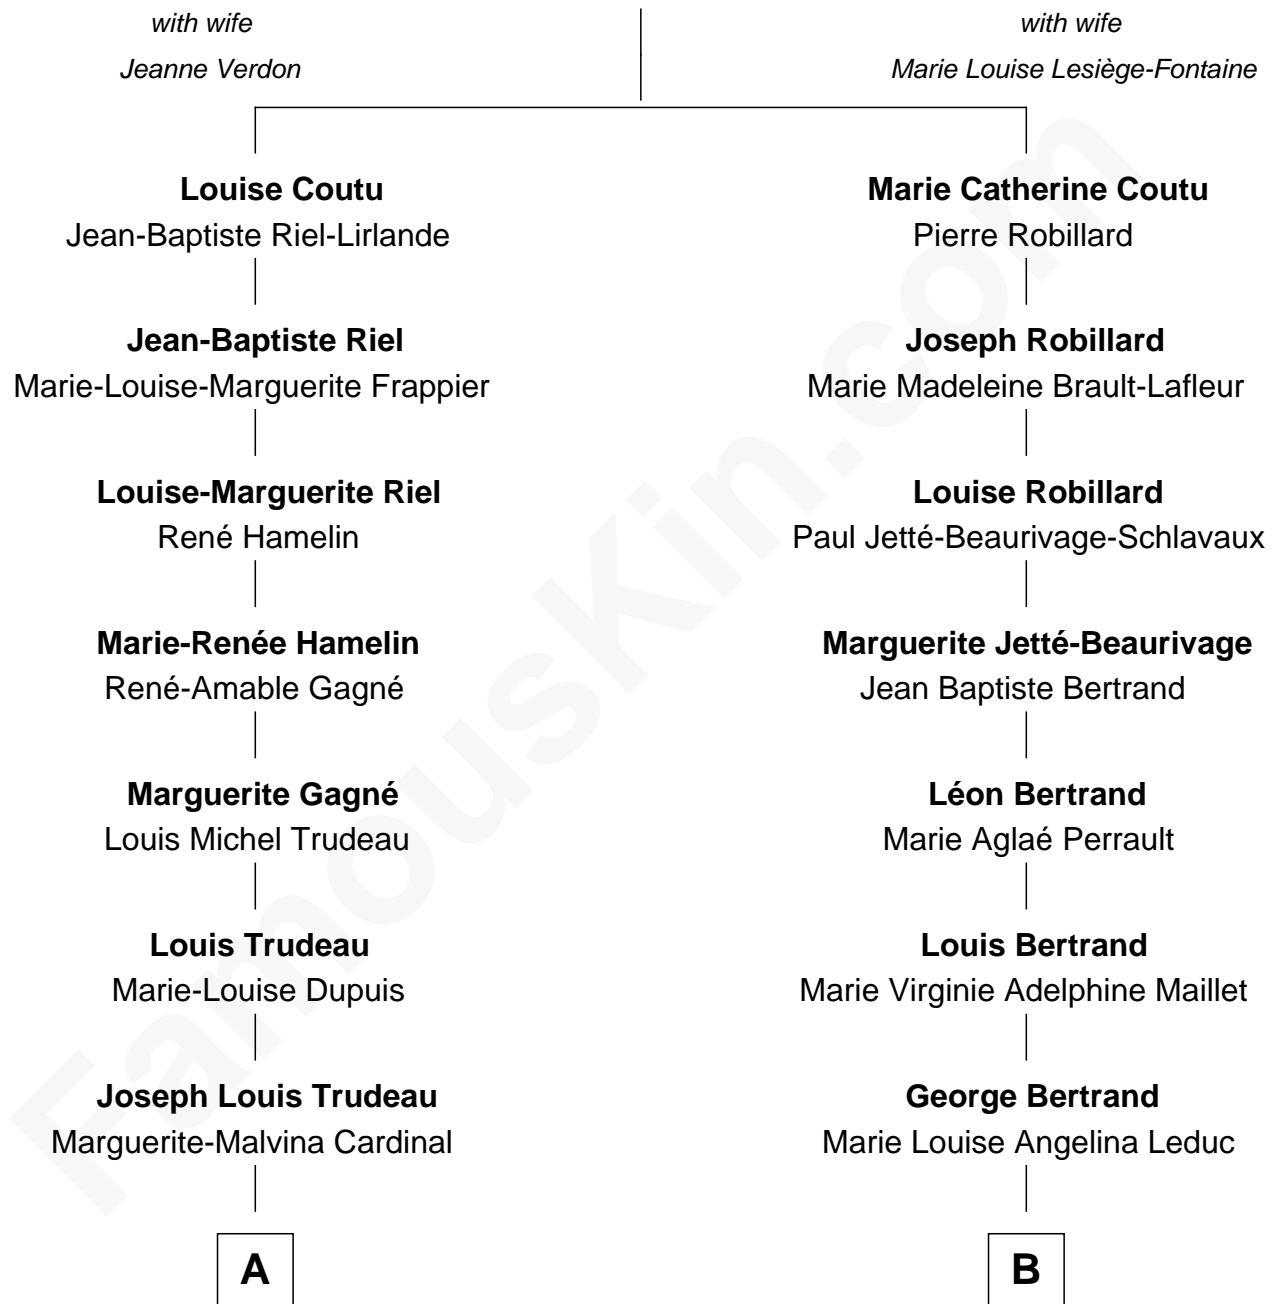 with wife
Jeanne Verdon
with wife
Marie Louise Lesiège-Fontaine
Louise Coutu
Jean-Baptiste Riel-Lirlande
Marie Catherine Coutu
Pierre Robillard
Jean-Baptiste Riel
Marie-Louise-Marguerite Frappier
Joseph Robillard
Marie Madeleine Brault-Lafleur
Louise-Marguerite Riel
René Hamelin
Louise Robillard
Paul Jetté-Beaurivage-Schlavaux
Marie-Renée Hamelin
René-Amable Gagné
Marguerite Jetté-Beaurivage
Jean Baptiste Bertrand
Marguerite Gagné
Louis Michel Trudeau
Léon Bertrand
Marie Aglaé Perrault
Louis Trudeau
Marie-Louise Dupuis
Louis Bertrand
Marie Virginie Adelphine Maillet
Joseph Louis Trudeau
Marguerite-Malvina Cardinal
George Bertrand
Marie Louise Angelina Leduc
A
B
FamousKin.com